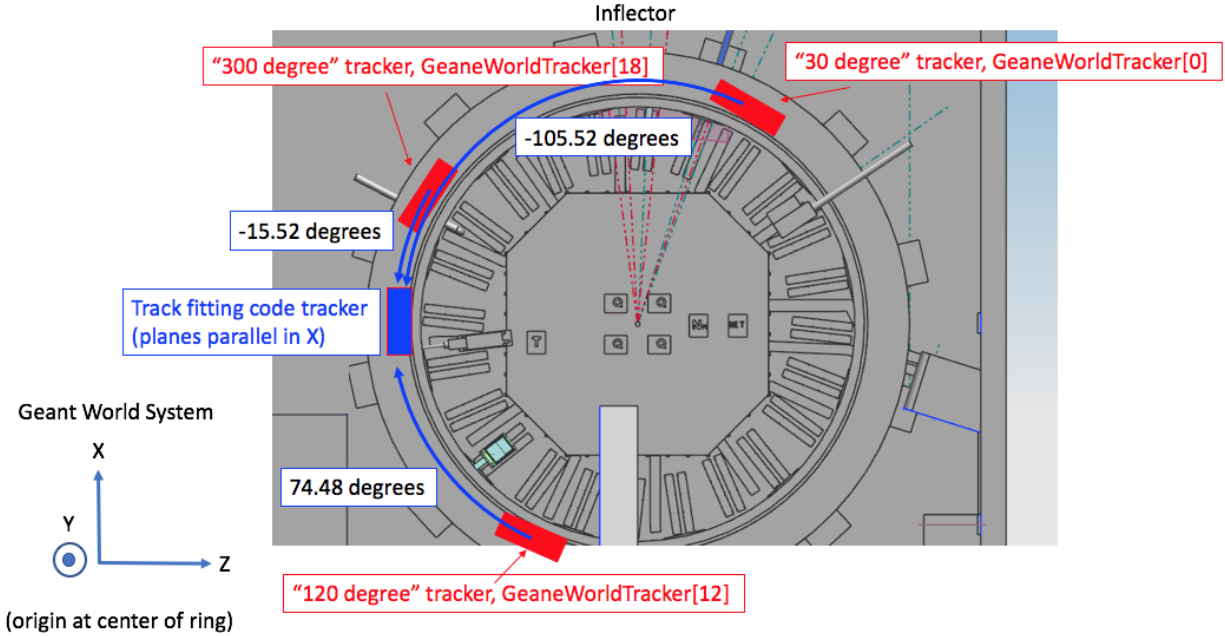 Inflector
“300 degree” tracker, GeaneWorldTracker[18]
“30 degree” tracker, GeaneWorldTracker[0]
-105.52 degrees
-15.52 degrees
Track fitting code tracker
(planes parallel in X)
Q
Q
Q
Q
T
NET
Geant World System
X
Y
Z
(origin at center of ring)
74.48 degrees
“120 degree” tracker, GeaneWorldTracker[12]